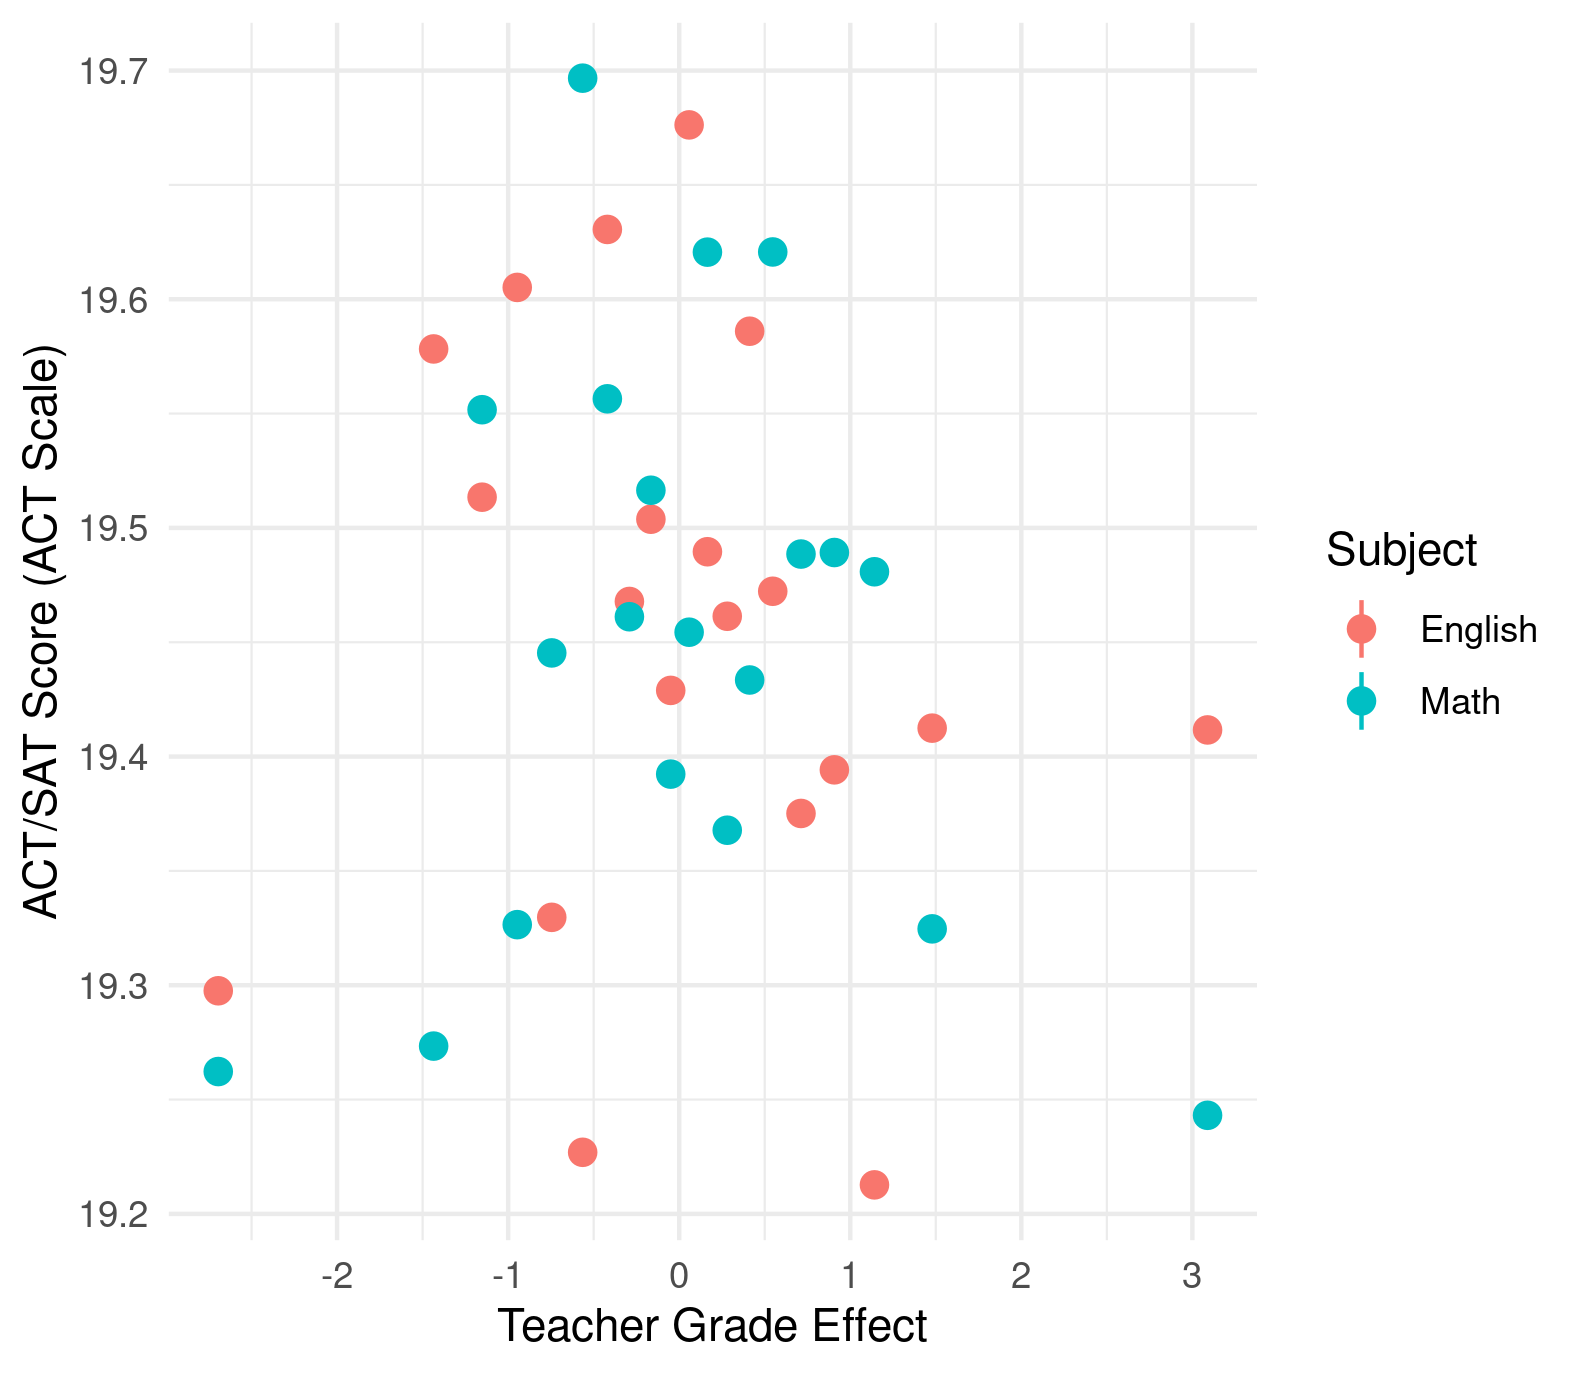 19.7
19.6
19.5
19.4
19.3
19.2
ACT/SAT Score (ACT Scale)
-2 -1 0 1 2 3
Teacher Grade Effect
Subject
English
Math